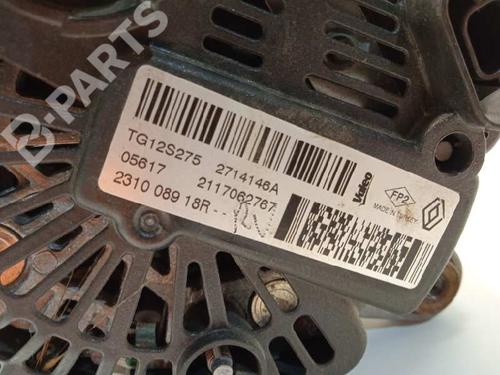 B-PARTS
TG12S275 2714146A
05617 2117062767
2310 089 18R
Valeo
FP2
MADE IN TURKEY